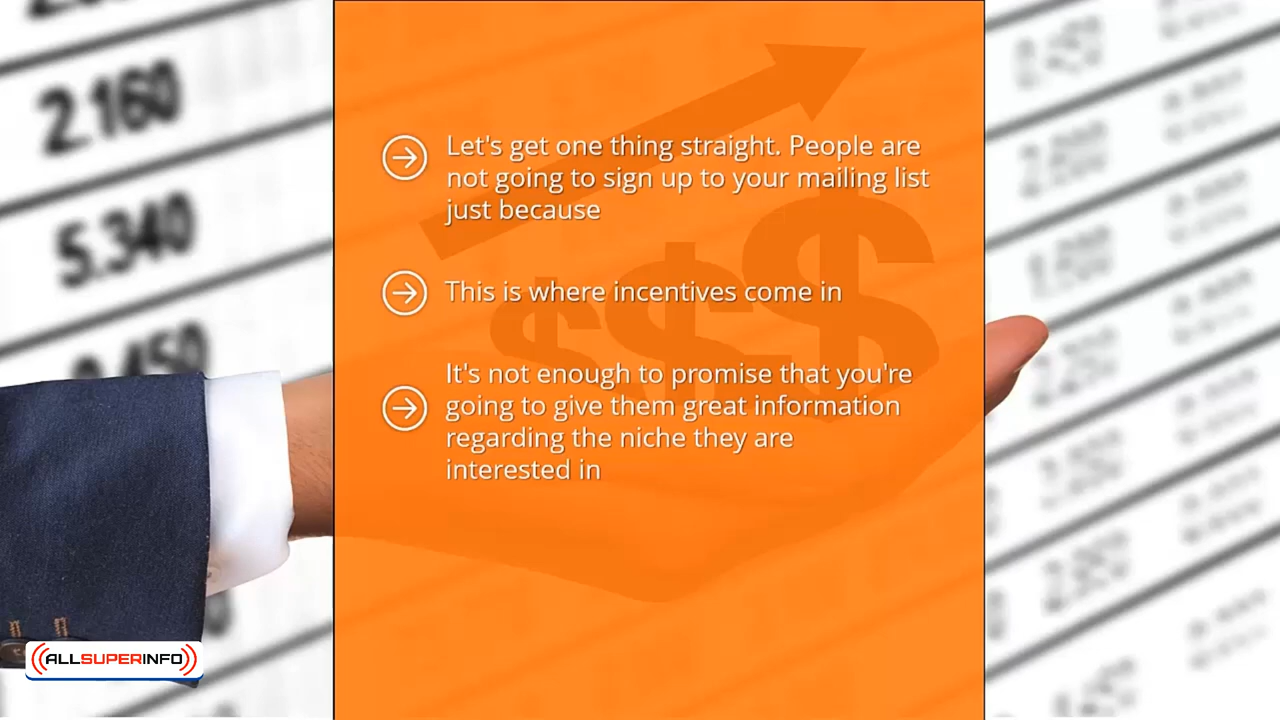 2.160
5.340
Let's get one thing straight. People are
not going to sign up to your mailing list
just because
This is where incentives come in
It's not enough to promise that you're
going to give them great information
regarding the niche they are
interested in
ALLSUPERINFO